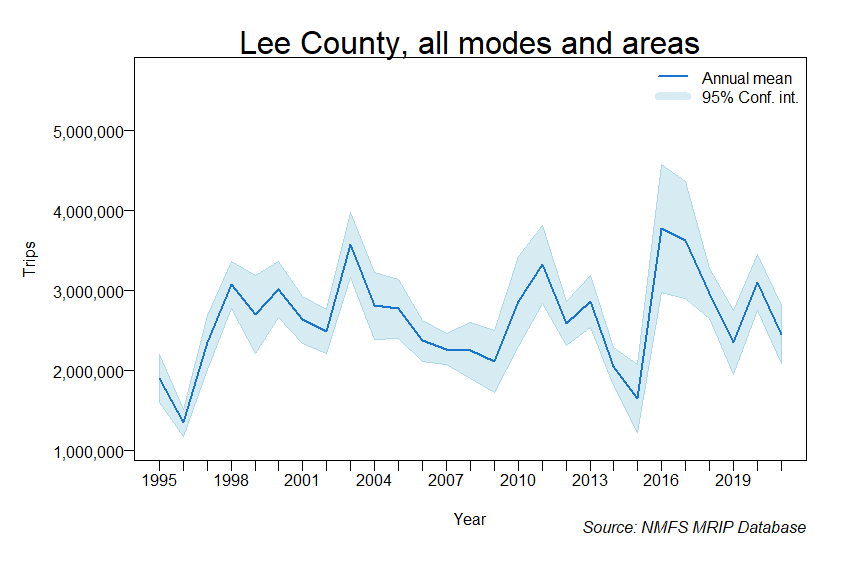 Lee County, all modes and areas
Annual mean
95% Conf. int.
5,000,000
4,000,000
3,000,000
2,000,000
1,000,000
Trips
1995 1998 2001 2004 2007 2010 2013 2016 2019
Year
Source: NMFS MRIP Database